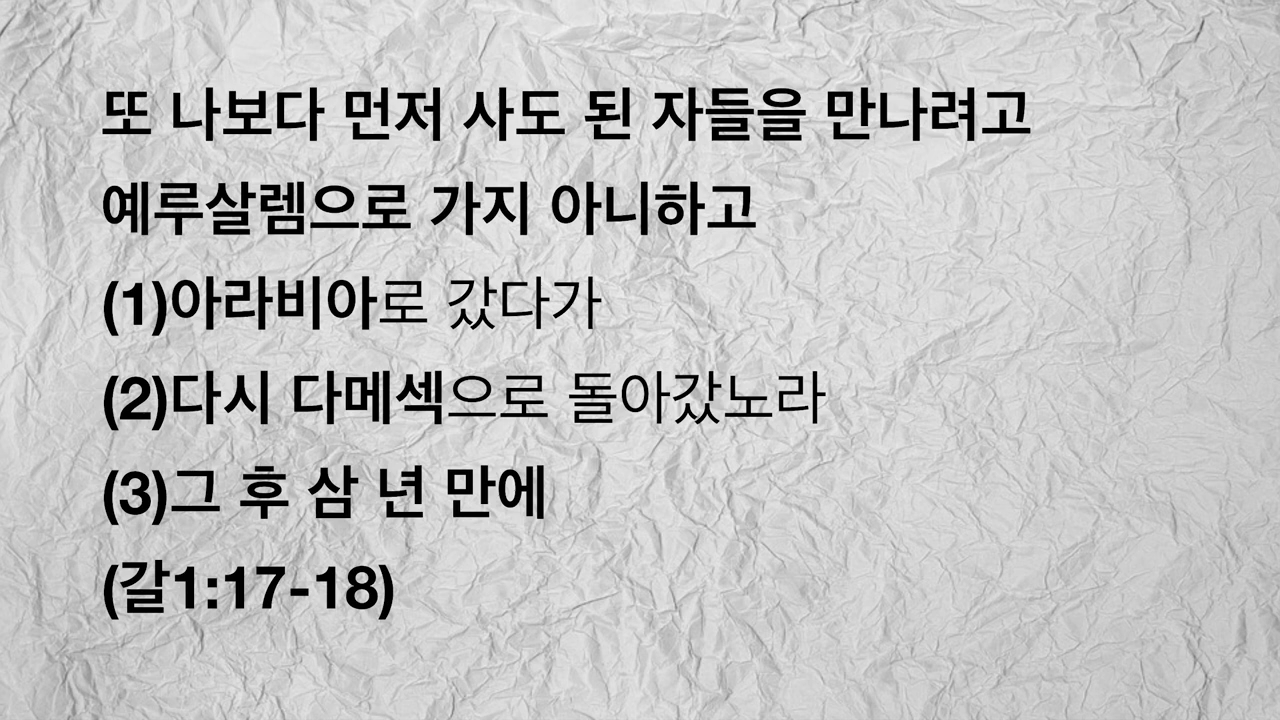 또 나보다 먼저 사도 된 자들을 만나려고
예루살렘으로 가지 아니하고
(1)아라비아로 갔다가
(2)다시 다메섹으로 돌아갔노라
(3)그 후 삼 년 만에
(갈1:17-18)